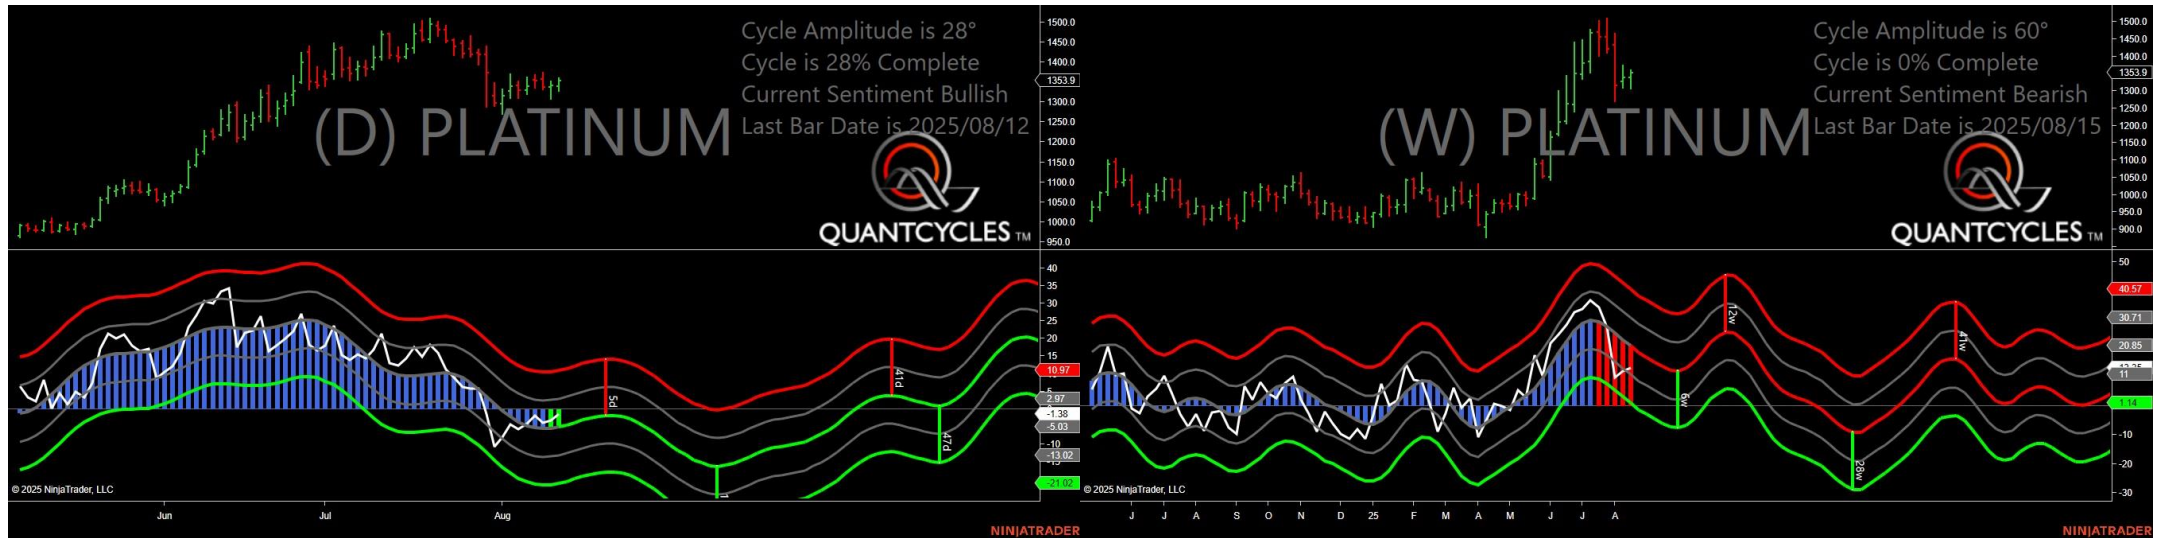 Cycle Amplitude is 28°
Cycle is 28% Complete
Current Sentiment Bullish
Last Bar Date is 2025/08/12
(D) PLATINUM
QUANTCYCLES TM
1500.0
1450.0
1400.0
1353.9
1300.0
1250.0
1200.0
1150.0
1100.0
1050.0
1000.0
950.0
40
35
30
25
20
15
10.97
5
2.97
-1.38
-5.03
-10
-13.02
-21.02
5d
41d
47d
© 2025 NinjaTrader, LLC
Jun Jul Aug
NINJATRADER
Cycle Amplitude is 60°
Cycle is 0% Complete
Current Sentiment Bearish
Last Bar Date is 2025/08/15
(W) PLATINUM
QUANTCYCLES TM
1500.0
1450.0
1400.0
1353.9
1300.0
1250.0
1200.0
1150.0
1100.0
1050.0
1000.0
950.0
900.0
50
40.57
30.71
20.85
11
1.14
-10
-20
-30
12w
41w
6w
28w
© 2025 NinjaTrader, LLC
J J A S O N D 25 F M A M J J A
NINJATRADER